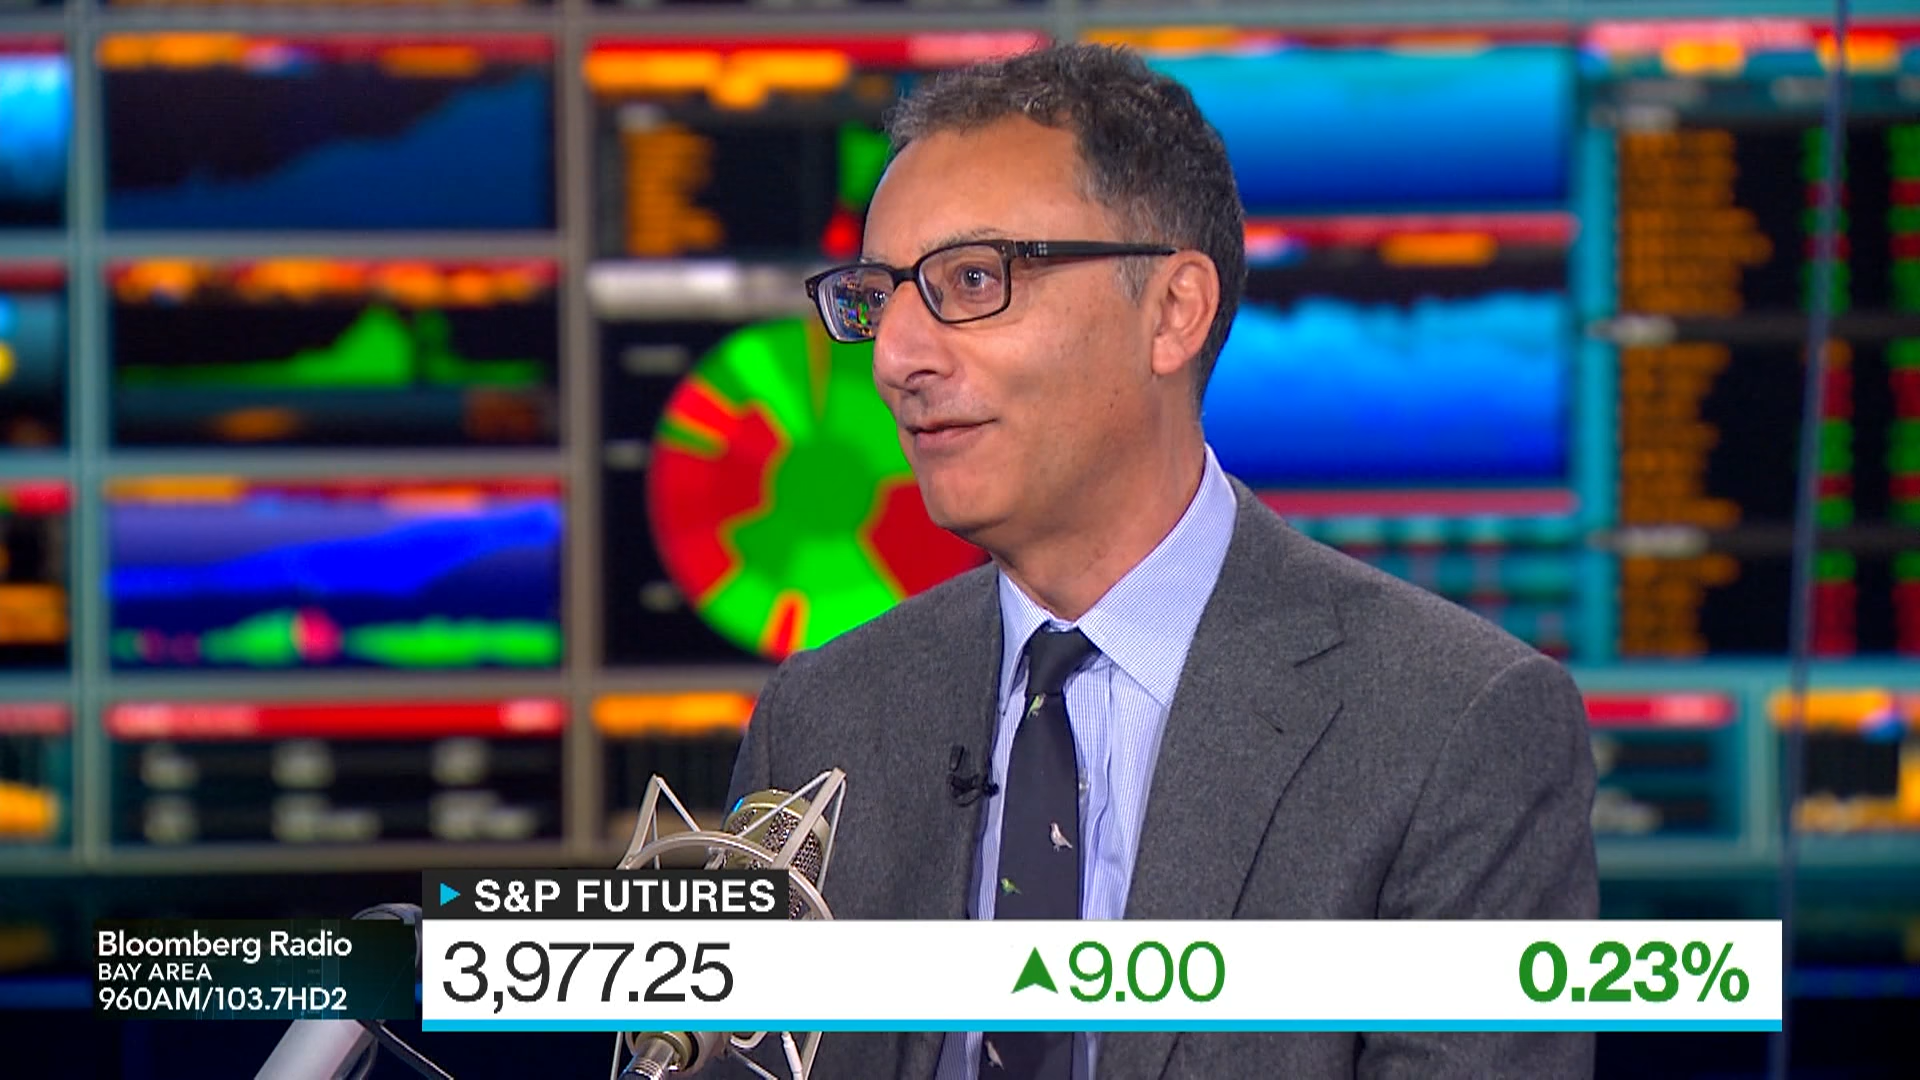 S&P FUTURES
Bloomberg Radio
BAY AREA
960AM/103.7HD2
3,977.25
9.00
0.23%